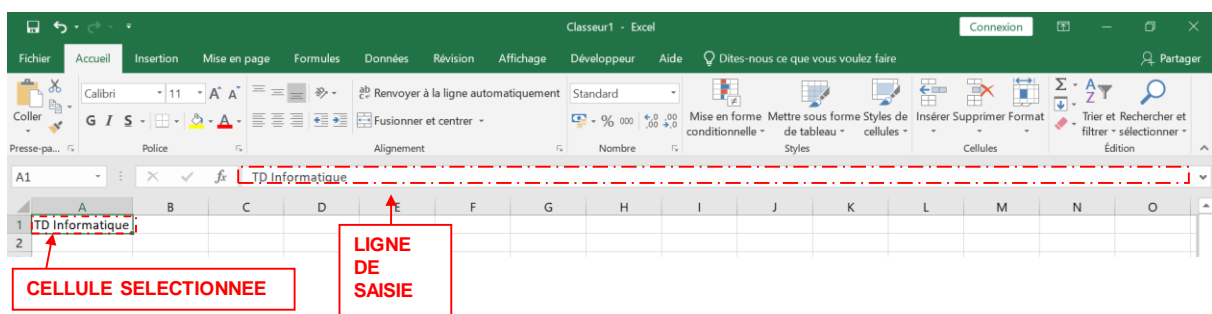 Classeur1 - Excel
Connexion
Fichier Accueil Insertion Mise en page Formules Données Révision Affichage Développeur Aide Dites-nous ce que vous voulez faire Partager
Coller
Calibri 11 A A
G I S A
Renvoyer à la ligne automatiquement
Fusionner et centrer
Standard
% 000 ,00 ,00 ,0
Mise en forme conditionnelle
Mettre sous forme de tableau
Styles de cellules
Insérer Supprimer Format
Σ
Trier et filtrer
Rechercher et sélectionner
Presse-pa... Police Alignement Nombre Styles Cellules Édition
A1 fx TD Informatique
A B C D E F G H I J K L M N O
1 TD Informatique
2
CELLULE SELECTIONNEE
LIGNE
DE
SAISIE